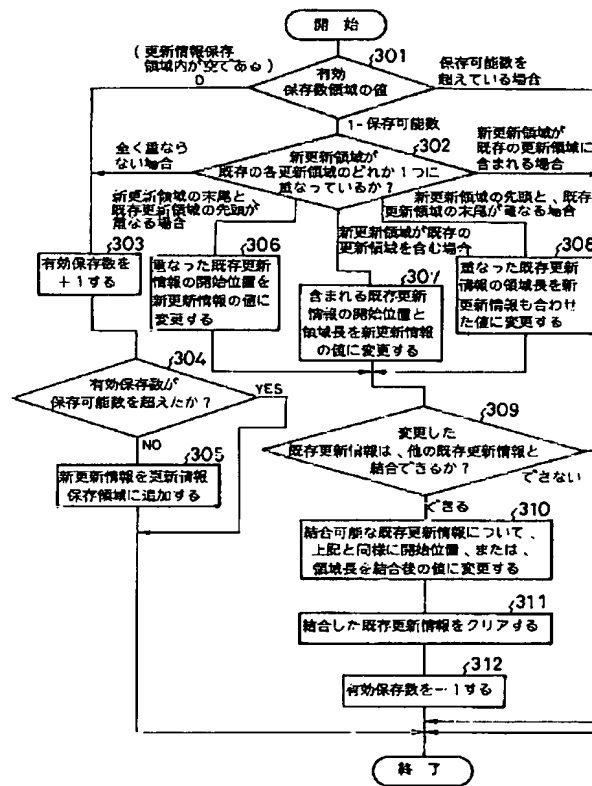 開始
301
有効
保存数領域の値
(更新情報保存
領域内が空である)
0
保存可能数を
超えている場合
1-保存可能数
302
新更新領域が
既存の各更新領域のどれか1つに
重なっているか?
全く重なら
ない場合
新更新領域が
既存の更新領域に
含まれる場合
新更新領域の末尾と
既存更新領域の先頭が
重なる場合
新更新領域の先頭と、既存
更新領域の末尾が重なる場合
新更新領域が既存の
更新領域を含む場合
303
有効保存数を
+1する
306
重なった既存更新
情報の開始位置を
新更新情報の値に
変更する
307
含まれる既存更新
情報の開始位置と
領域長を新更新情報
の値に変更する
308
重なった既存更新
情報の領域長を新
更新情報も合わせ
た値に変更する
304
有効保存数が
保存可能数を超えたか?
YES
NO
305
新更新情報を更新情報
保存領域に追加する
309
変更した
既存更新情報は、他の既存更新情報と
結合できるか?
できない
できる
310
結合可能な既存更新情報について、
上記と同様に開始位置、または、
領域長を結合後の値に変更する
311
結合した既存更新情報をクリアする
312
有効保存数を-1する
終了